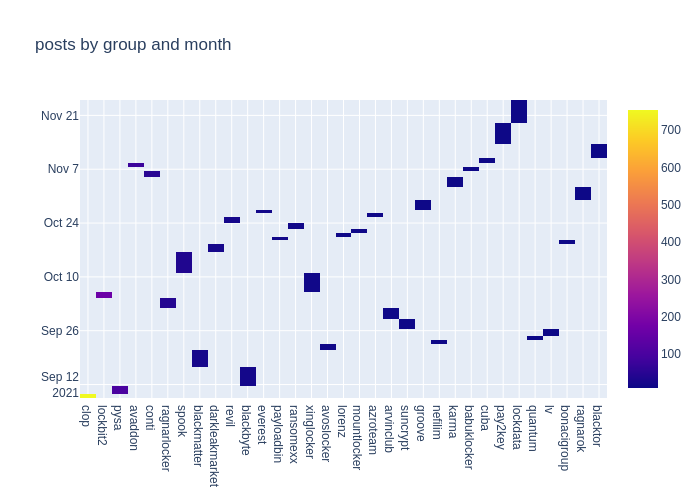 posts by group and month
Nov 21
Nov 7
Oct 24
Oct 10
Sep 26
Sep 12
2021
700
600
500
400
300
200
100
clop
lockbit2
pysa
avaddon
conti
ragnarlocker
spook
blackmatter
darkleakmarket
revil
blackbyte
everest
payloadbin
ransomexx
xinglocker
avoslocker
lorenz
mountlocker
azroteam
arvinclub
suncrypt
groove
nefilim
karma
babuklocker
cuba
pay2key
lockdata
quantum
lv
bonacigroup
ragnarok
blacktor